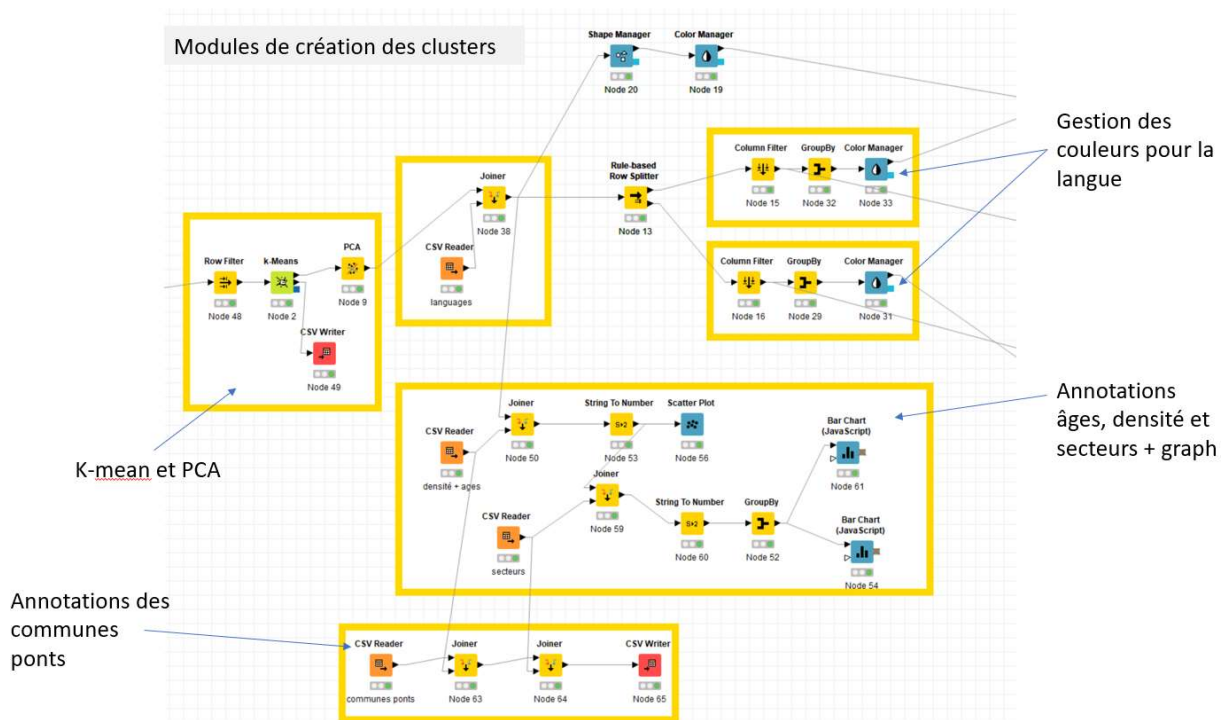 Modules de création des clusters
Shape Manager
Color Manager
Node 20
Node 19
Gestion des
couleurs pour la
langue
Column Filter
GroupBy
Color Manager
Node 15
Node 32
Node 33
Joiner
Node 38
CSV Reader
languages
Rule-based
Row Splitter
Node 13
Column Filter
GroupBy
Color Manager
Node 16
Node 29
Node 31
Row Filter
k-Means
PCA
Node 48
Node 2
Node 9
CSV Writer
Node 49
K-mean et PCA
Joiner
String To Number
Scatter Plot
Node 50
Node 53
Node 56
CSV Reader
densité + ages
Joiner
Node 59
CSV Reader
secteurs
String To Number
GroupBy
Node 60
Node 52
Bar Chart
(JavaScript)
Node 61
Bar Chart
(JavaScript)
Node 54
Annotations
âges, densité et
secteurs + graph
Annotations des
communes
ponts
CSV Reader
Joiner
Joiner
CSV Writer
communes ponts
Node 63
Node 64
Node 65